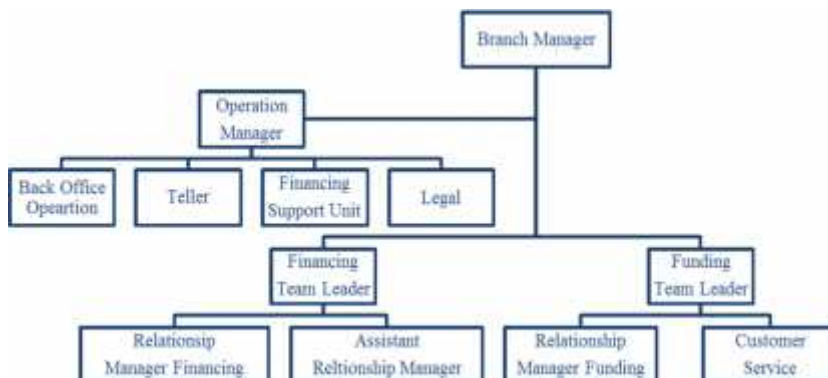 Branch Manager
Operation
Manager
Back Office
Opeartion
Teller
Financing
Support Unit
Legal
Financing
Team Leader
Funding
Team Leader
Relationsip
Manager Financing
Assistant
Reltionship Manager
Relationship
Manager Funding
Customer
Service